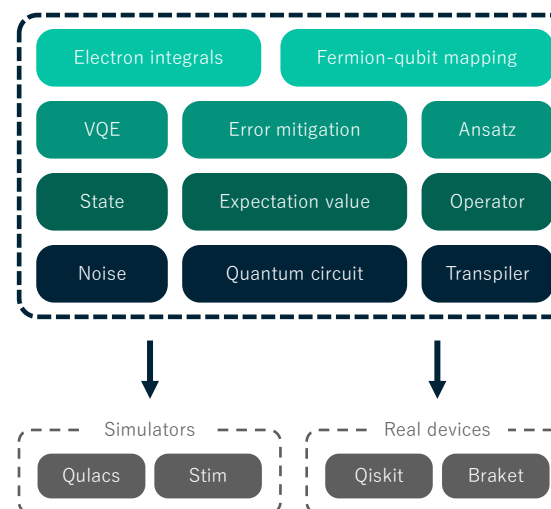 Electron integrals Fermion-qubit mapping
VQE Error mitigation Ansatz
State Expectation value Operator
Noise Quantum circuit Transpiler
Simulators Real devices
Qulacs Stim Qiskit Braket